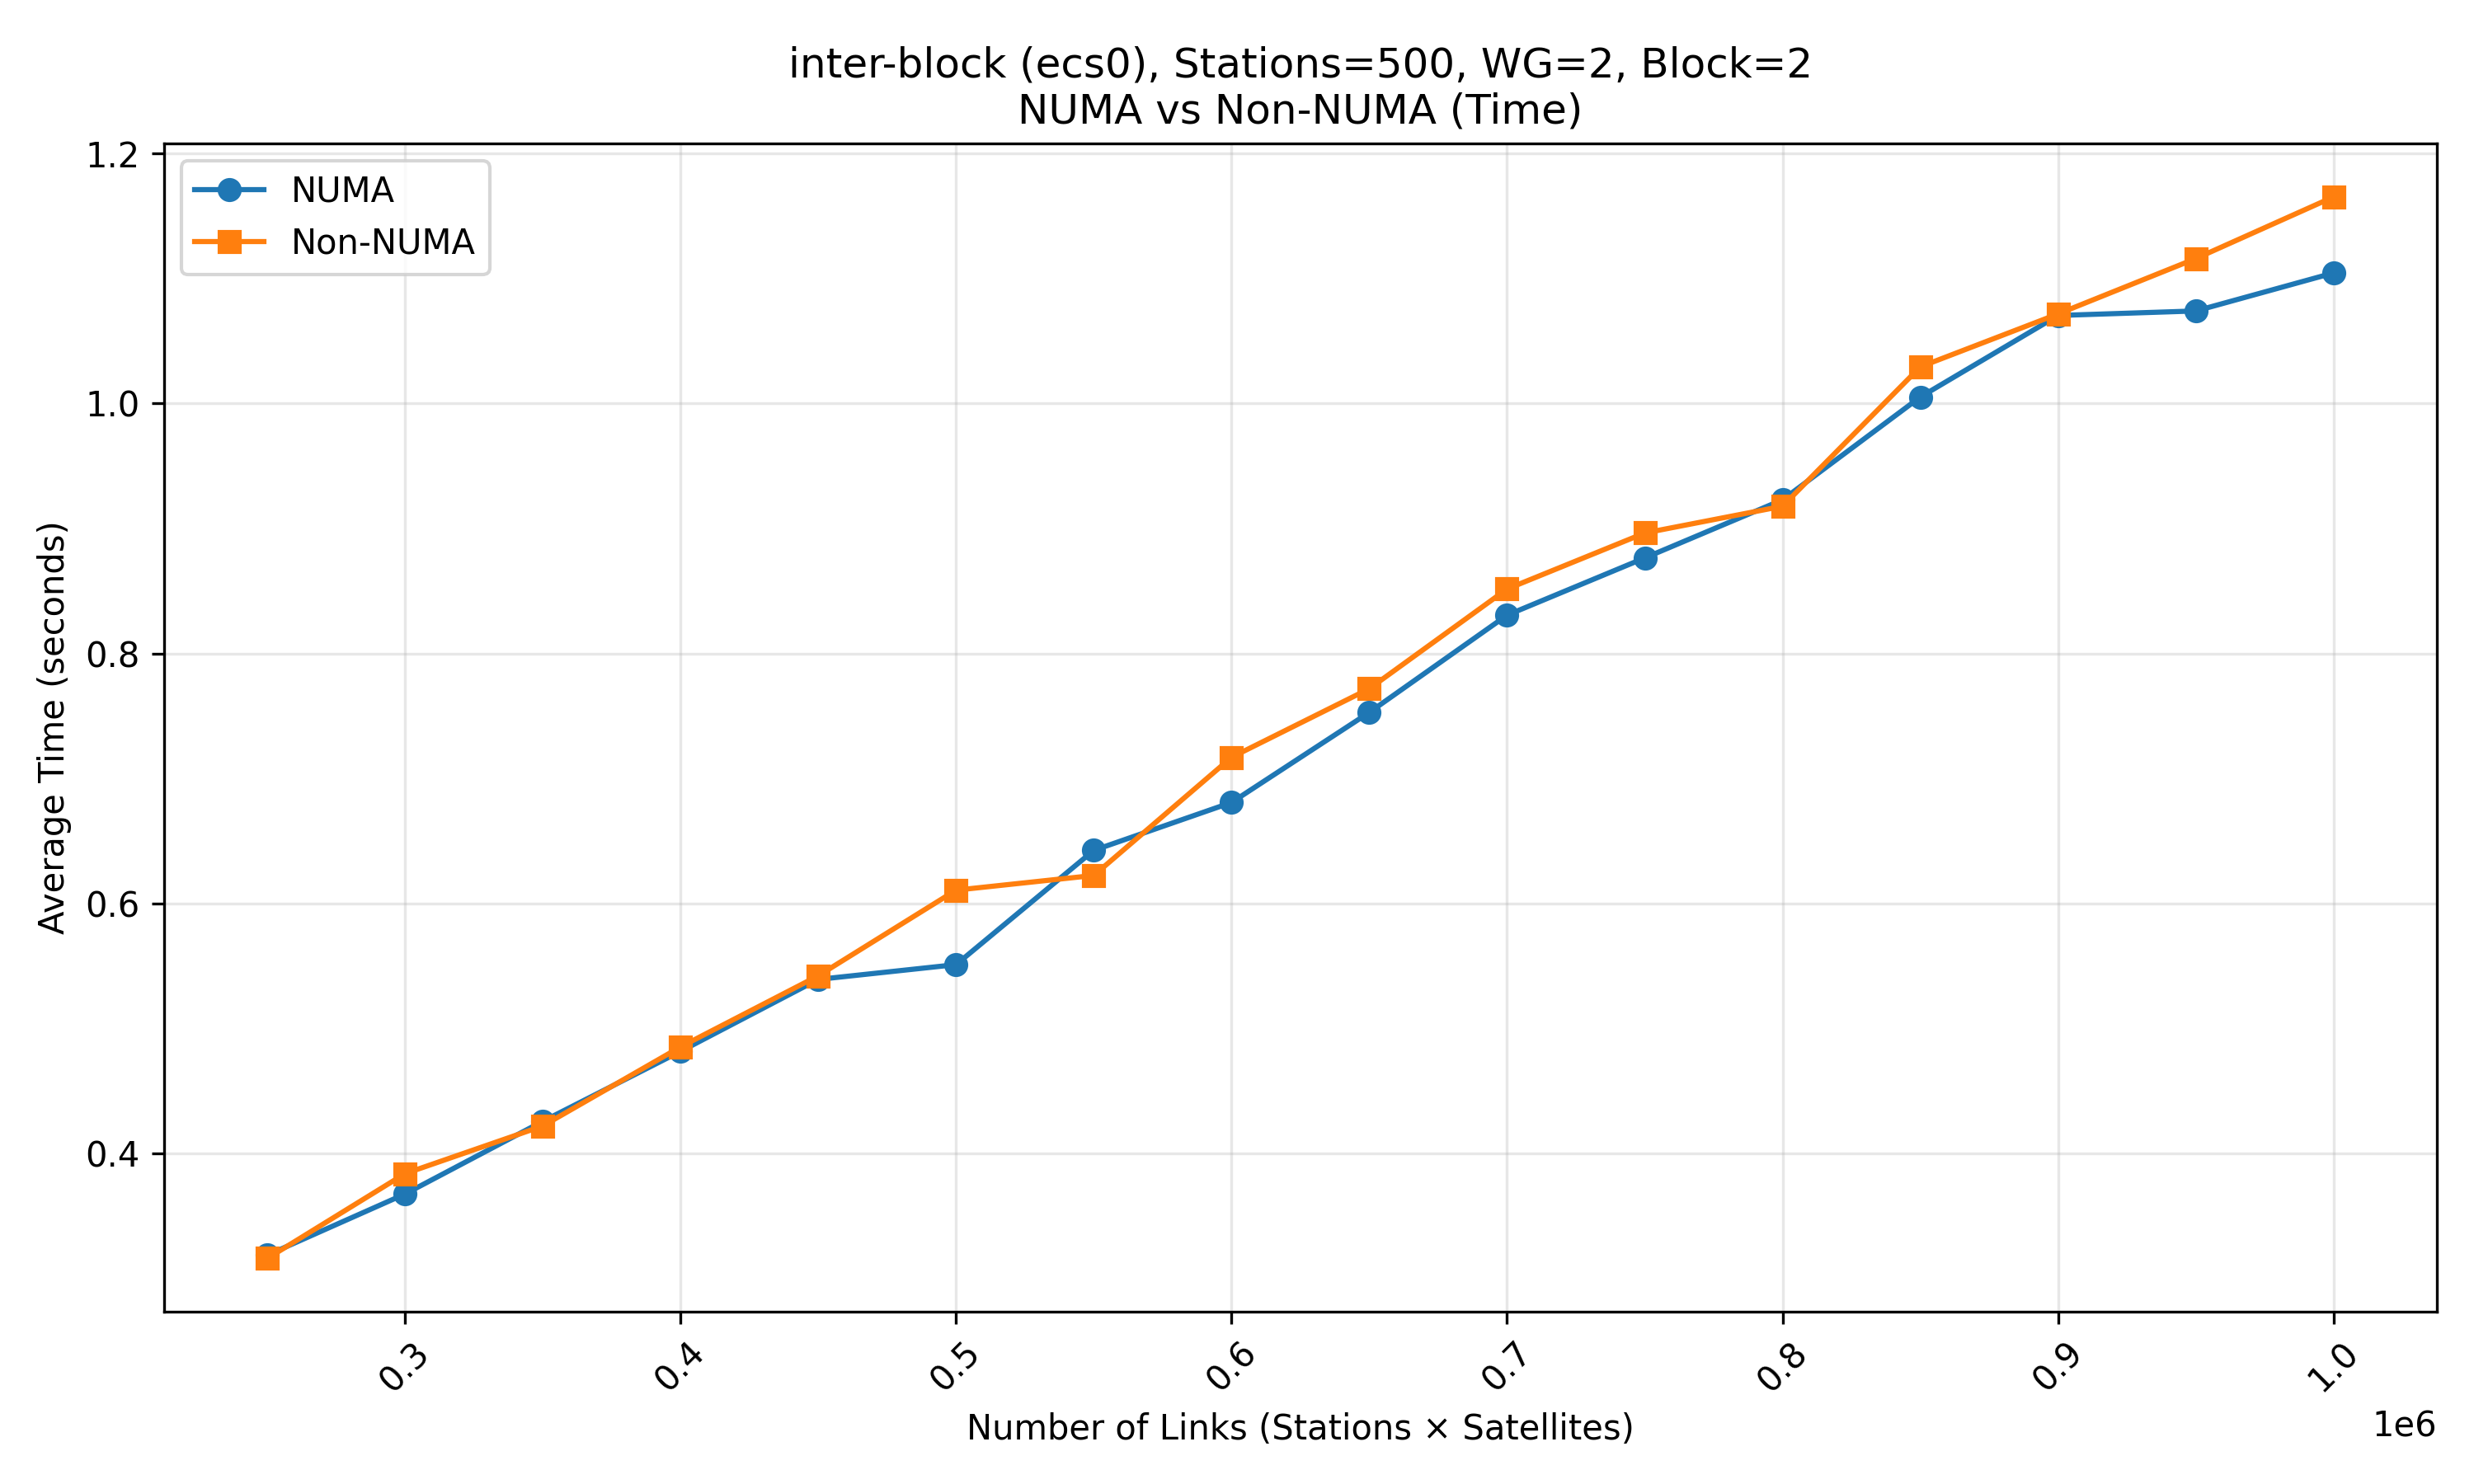 inter-block (ecs0), Stations=500, WG=2, Block=2
NUMA vs Non-NUMA (Time)
NUMA
Non-NUMA
Average Time (seconds)
1.2
1.0
0.8
0.6
0.4
0.3
0.4
0.5
0.6
0.7
0.8
0.9
1.0
1e6
Number of Links (Stations × Satellites)